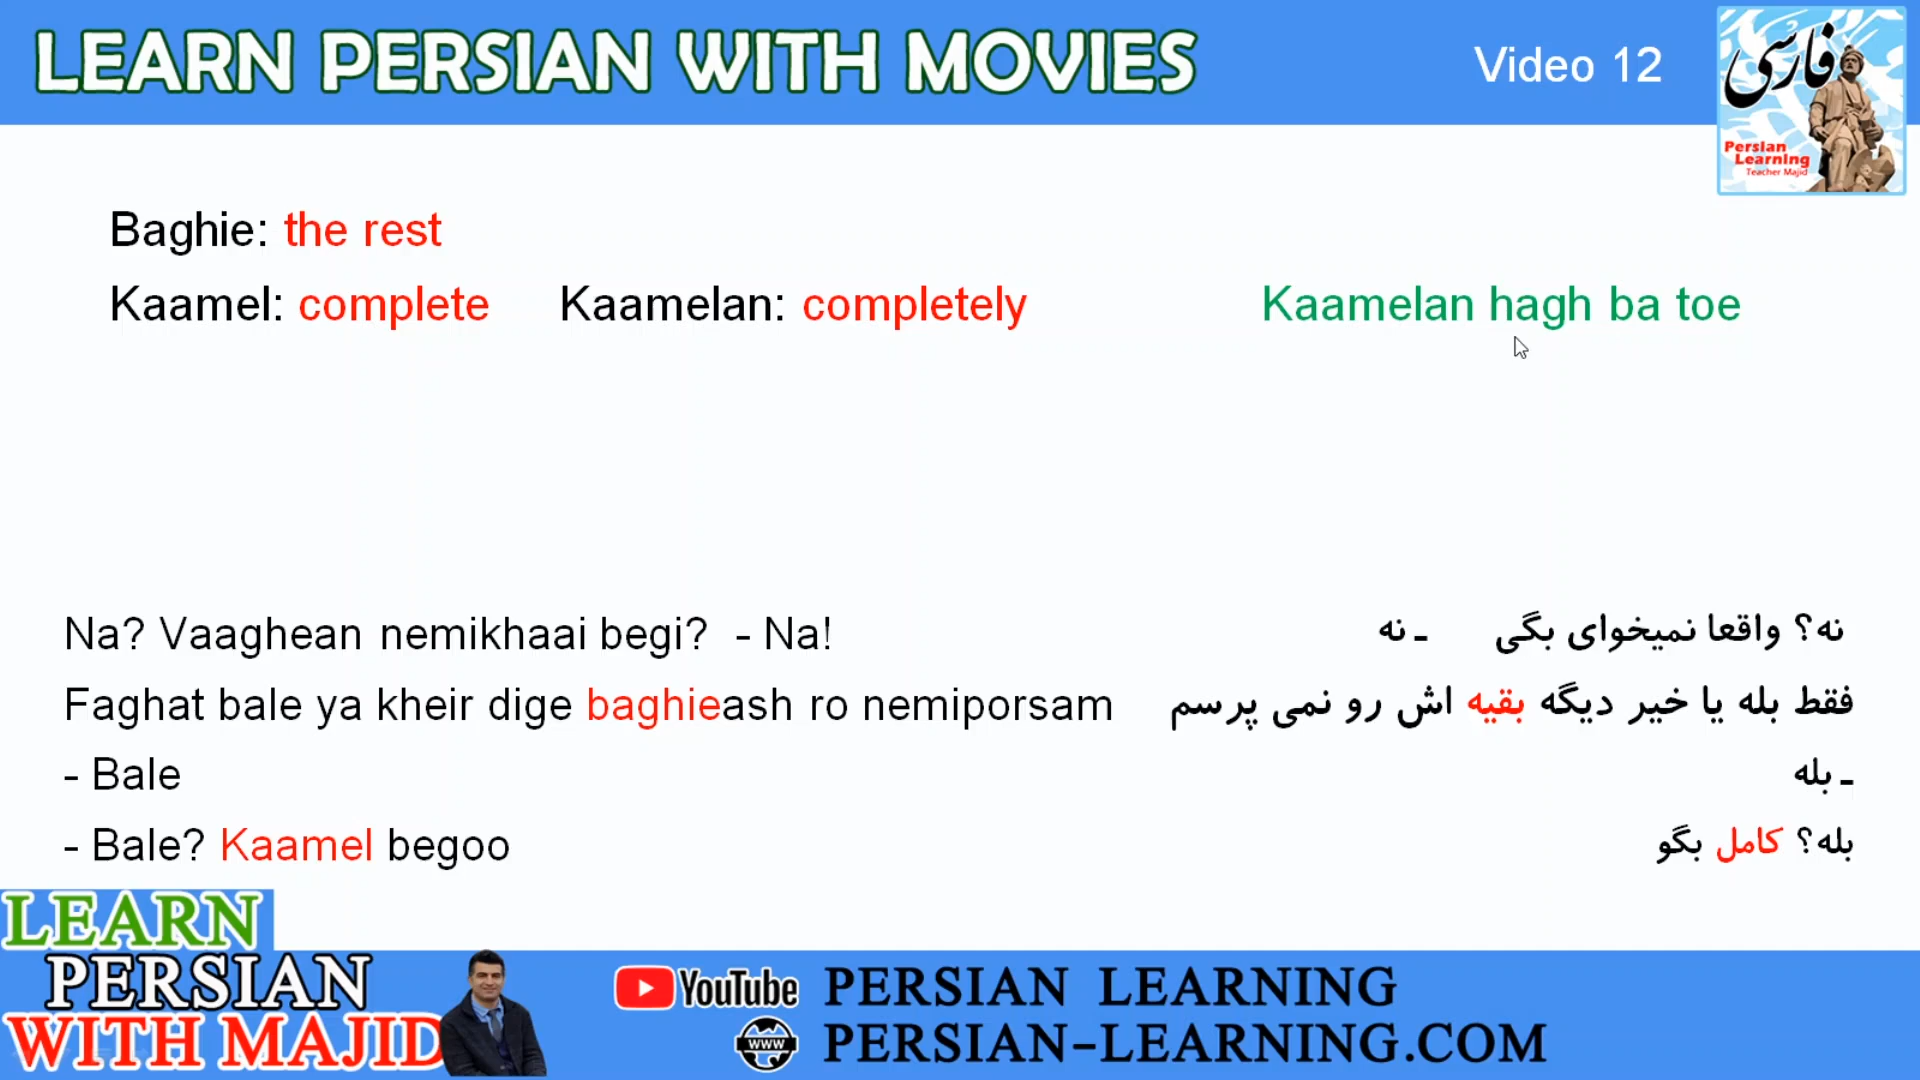 LEARN PERSIAN WITH MOVIES
Video 12
فارسی
Persian
Learning
Teacher Majid
Baghie: the rest
Kaamel: complete Kaamelan: completely Kaamelan hagh ba toe
Na? Vaaghean nemikhaai begi? - Na!
نه؟ واقعا نمیخوای بگی - نه
Faghat bale ya kheir dige baghieash ro nemiporsam
فقط بله یا خیر دیگه بقیه اش رو نمی پرسم
- Bale
- بله
- Bale? Kaamel begoo
بله؟ کامل بگو
LEARN
PERSIAN
WITH MAJID
YouTube PERSIAN LEARNING
WWW PERSIAN-LEARNING.COM